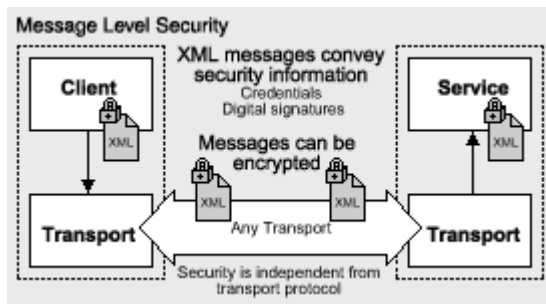 Message Level Security
Client
XML
Transport
XML messages convey
security information
Credentials
Digital signatures
Messages can be
encrypted
XML
XML
Any Transport
Security is independent from
transport protocol
Service
XML
Transport